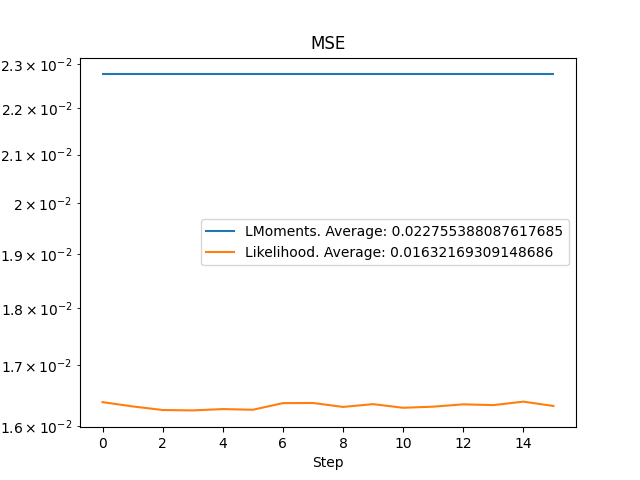 MSE
2.3 × 10⁻²
2.2 × 10⁻²
2.1 × 10⁻²
2 × 10⁻²
1.9 × 10⁻²
1.8 × 10⁻²
1.7 × 10⁻²
1.6 × 10⁻²
LMoments. Average: 0.022755388087617685
Likelihood. Average: 0.01632169309148686
0 2 4 6 8 10 12 14
Step